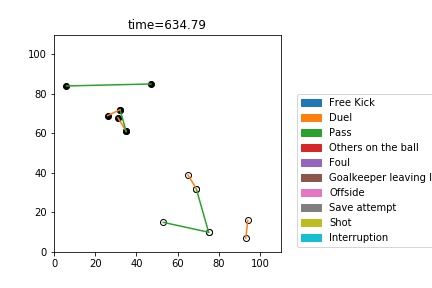 time=634.79
100
80
60
40
20
0
0 20 40 60 80 100
Free Kick
Duel
Pass
Others on the ball
Foul
Goalkeeper leaving l
Offside
Save attempt
Shot
Interruption